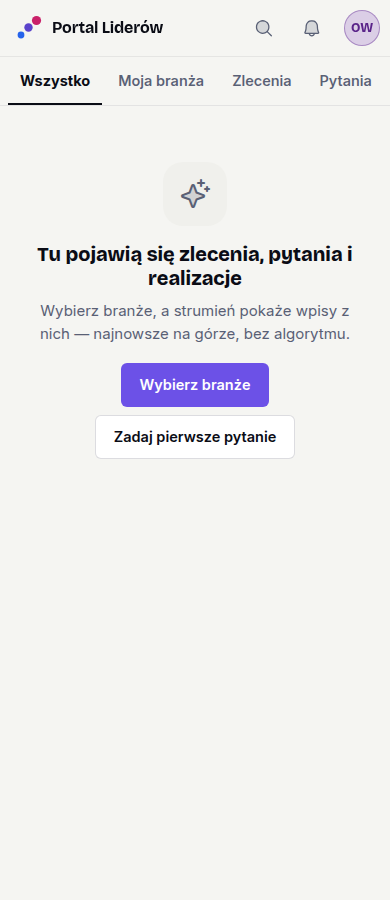 Portal Liderów
OW
Wszystko
Moja branża
Zlecenia
Pytania
Tu pojawią się zlecenia, pytania i
realizacje
Wybierz branże, a strumień pokaże wpisy z
nich — najnowsze na górze, bez algorytmu.
Wybierz branże
Zadaj pierwsze pytanie